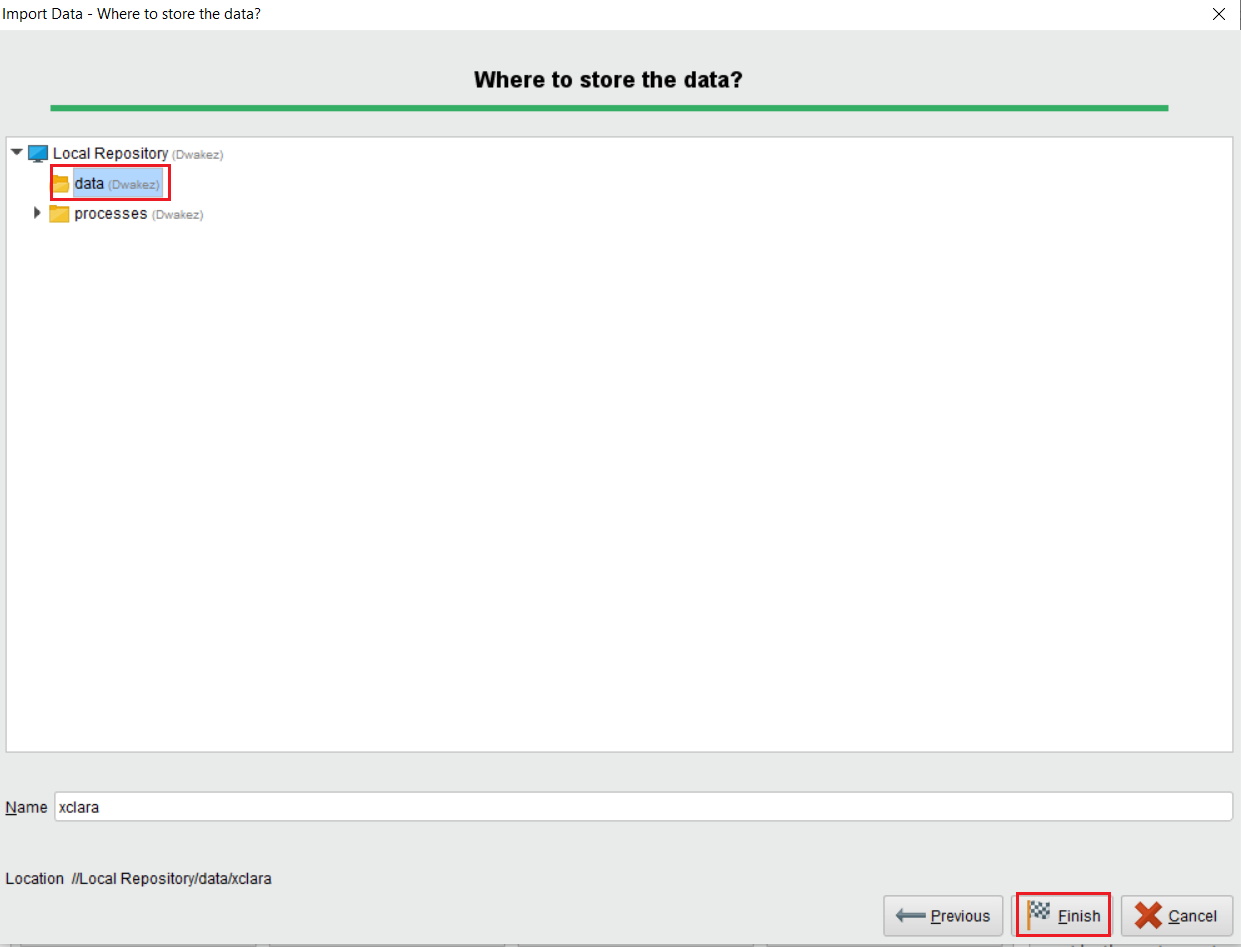 Import Data - Where to store the data?
Where to store the data?
Local Repository (Dwakez)
data (Dwakez)
processes (Dwakez)
Name xclara
Location //Local Repository/data/xclara
Previous Finish Cancel